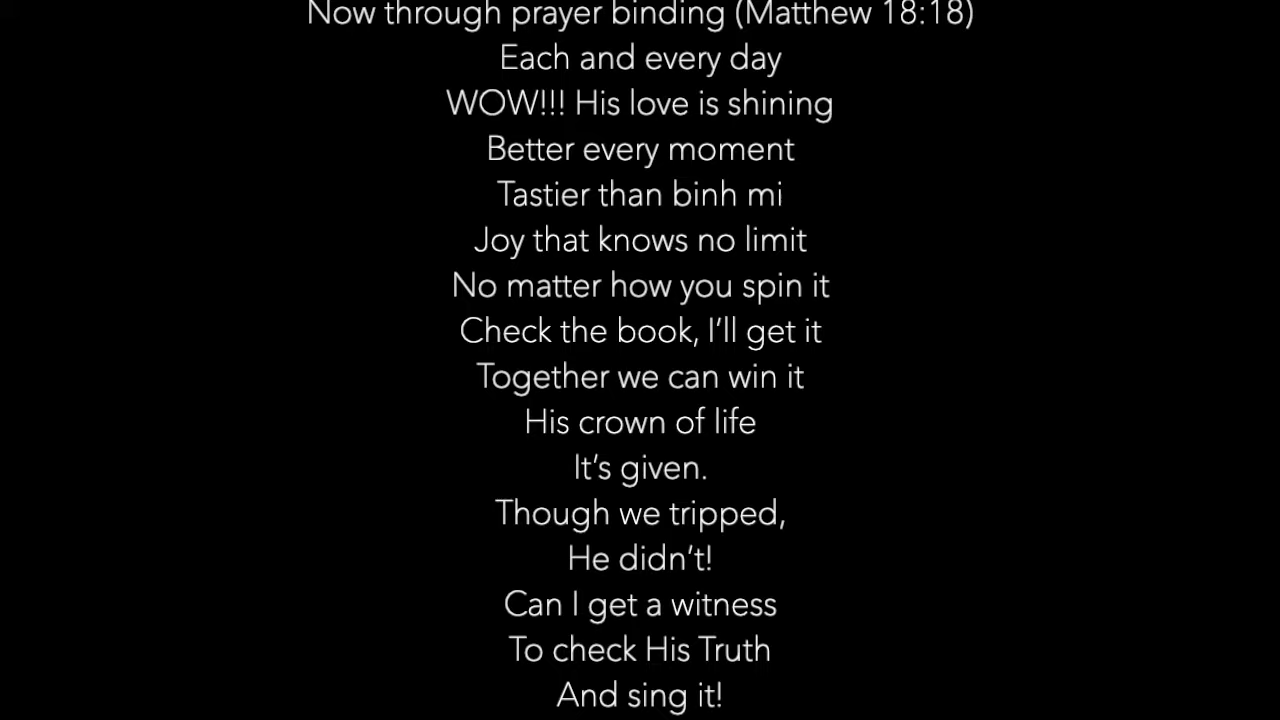 Now through prayer binding (Matthew 18:18)
Each and every day
WOW!!! His love is shining
Better every moment
Tastier than binh mi
Joy that knows no limit
No matter how you spin it
Check the book, I’ll get it
Together we can win it
His crown of life
It’s given.
Though we tripped,
He didn’t!
Can I get a witness
To check His Truth
And sing it!